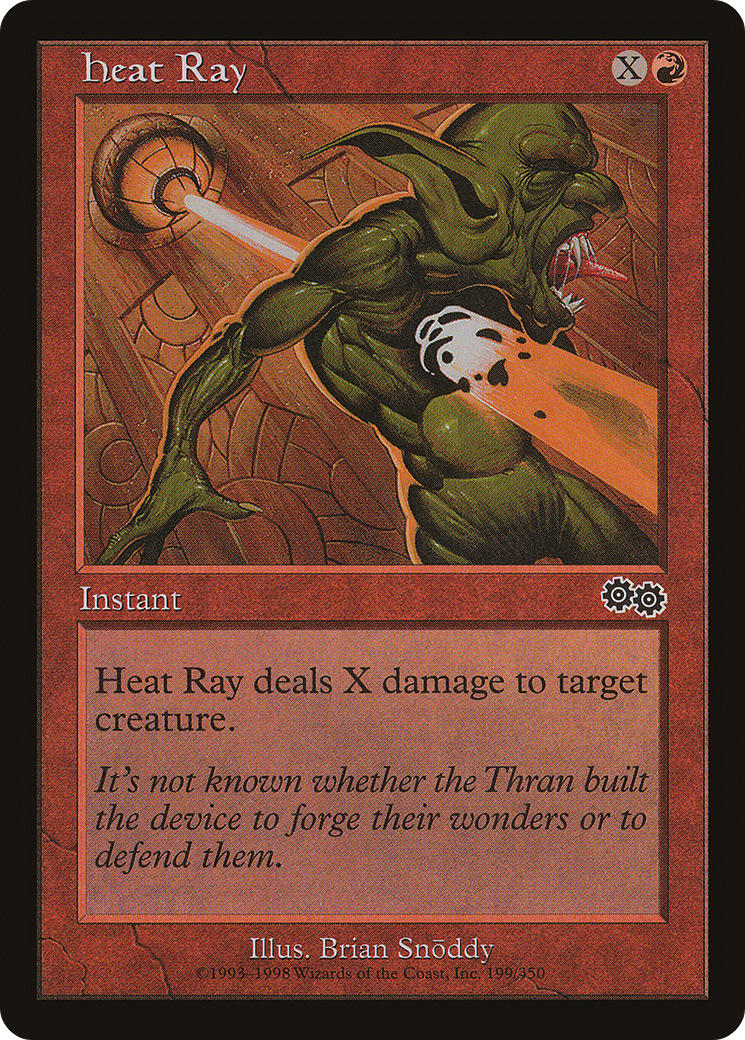 Heat Ray
X
Instant
Heat Ray deals X damage to target
creature.
It's not known whether the Thran built
the device to forge their wonders or to
defend them.
Illus. Brian Snōddy
©1993–1998 Wizards of the Coast, Inc. 199/350